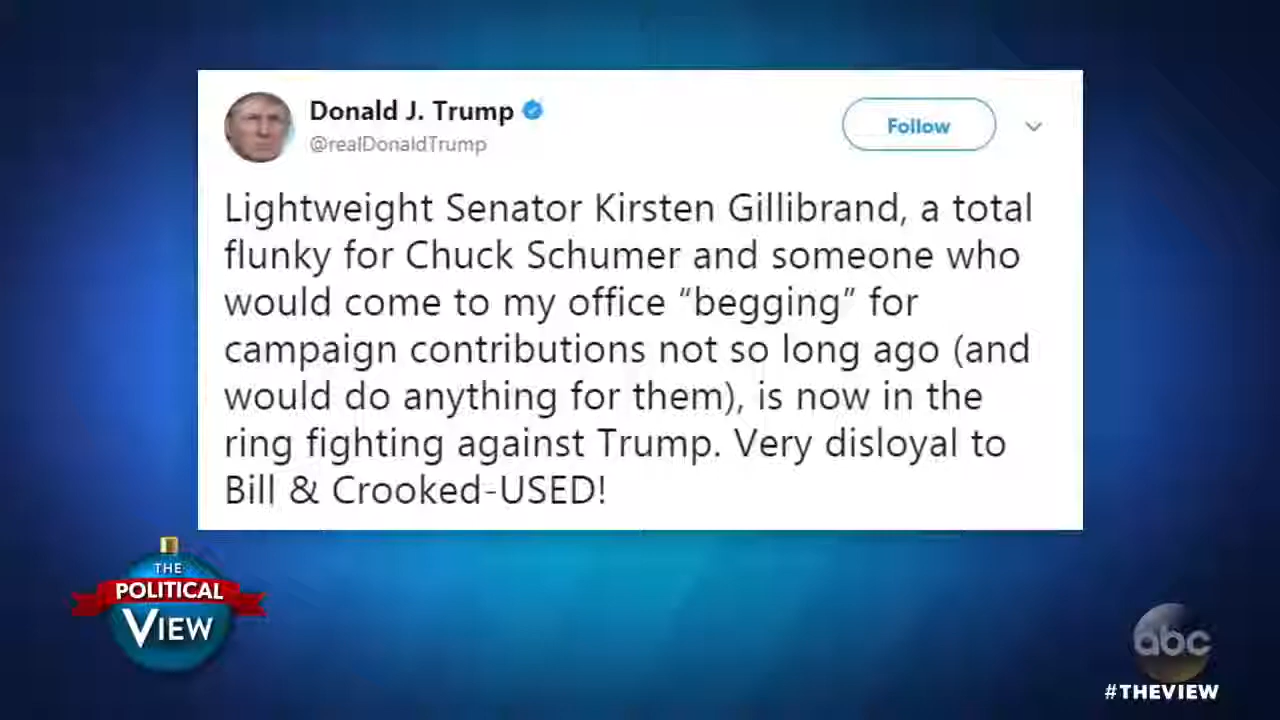 Donald J. Trump
@realDonaldTrump
Follow
Lightweight Senator Kirsten Gillibrand, a total
flunky for Chuck Schumer and someone who
would come to my office “begging” for
campaign contributions not so long ago (and
would do anything for them), is now in the
ring fighting against Trump. Very disloyal to
Bill & Crooked-USED!
THE
POLITICAL
VIEW
abc
#THEVIEW